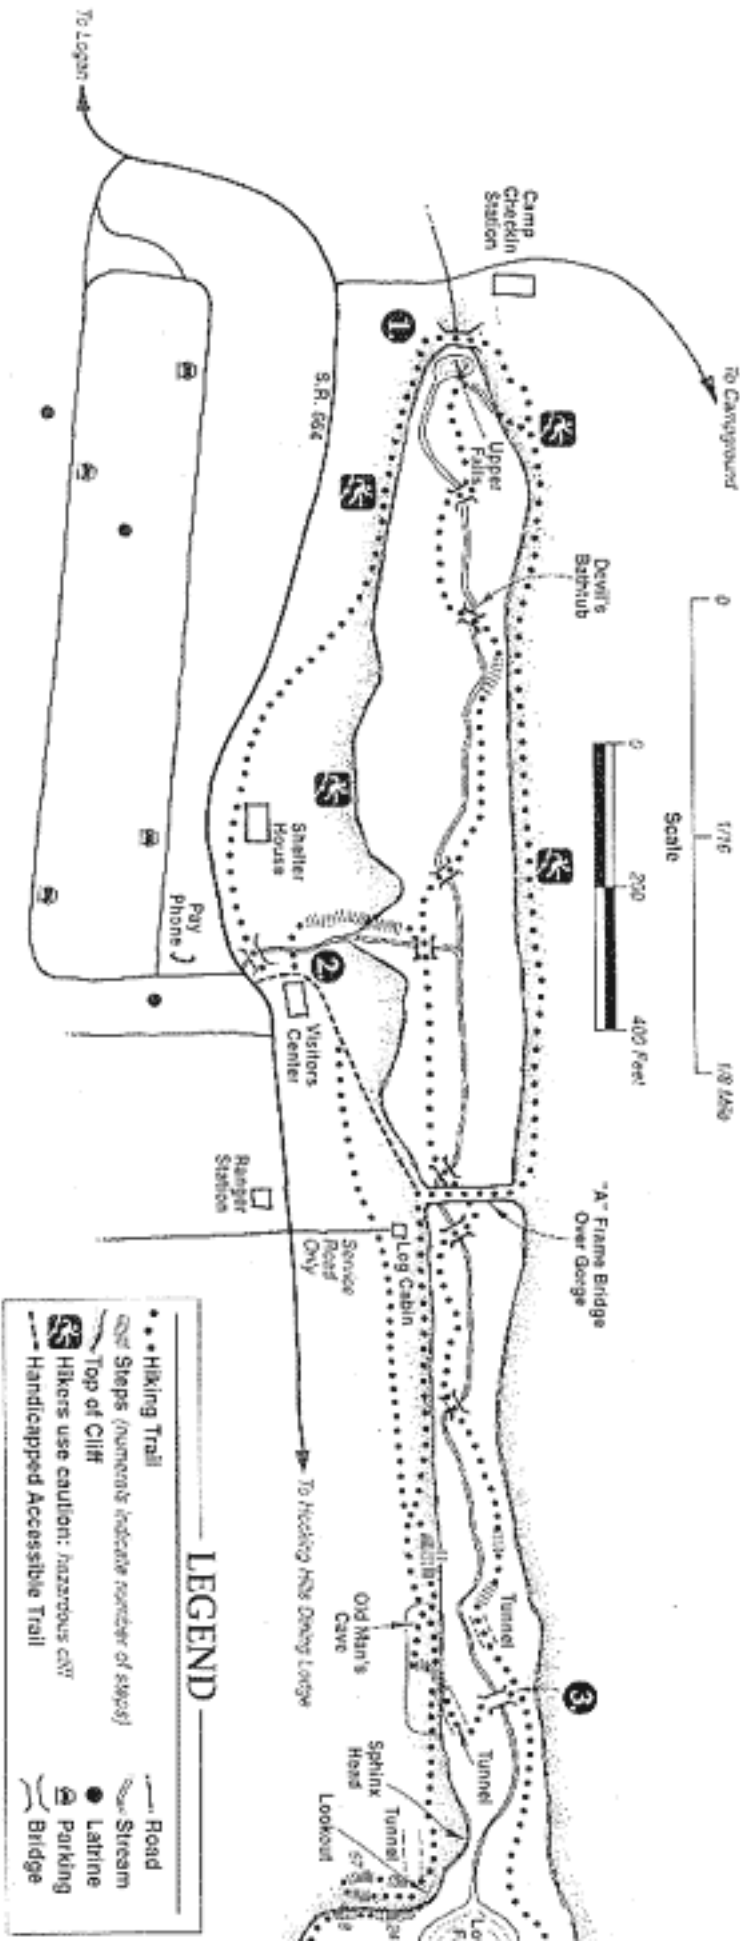 To Logan
Camp
Checkin
Station
To Campground
1
S.R. 664
Upper
Falls
Devil's
Bathtub
0
1/16
1/8 Mile
Scale
0
200
400 Feet
Shelter
House
Pay
Phone
2
Visitors
Center
Ranger
Station
"A" Frame Bridge
Over Gorge
Log Cabin
Service
Road
Only
To Hocking Hills Dining Lodge
Old Man's
Cave
Tunnel
3
Tunnel
Sphinx
Head
Tunnel
Lookout
LEGEND
Hiking Trail
Steps (numerals indicate number of steps)
Top of Cliff
Hikers use caution: hazardous cliff
Handicapped Accessible Trail
Road
Stream
Latrine
Parking
Bridge